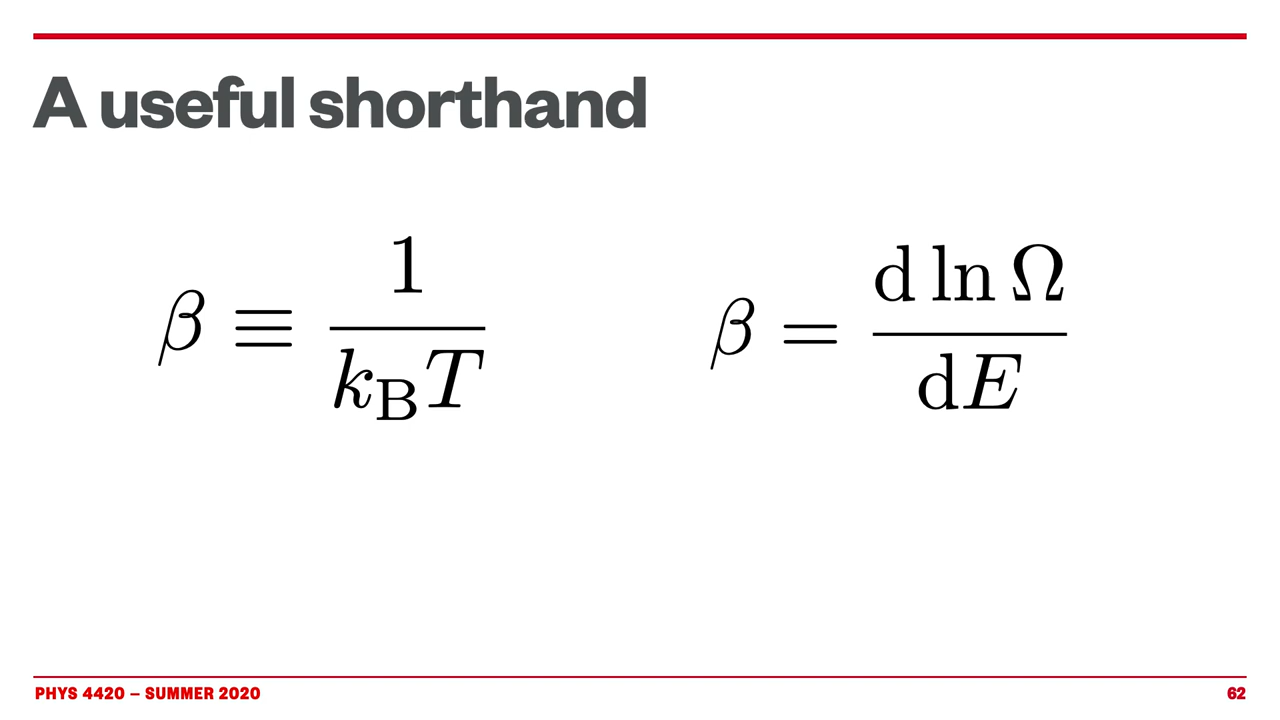 A useful shorthand
β ≡ 1 / k_B T
β = d ln Ω / dE
PHYS 4420 – SUMMER 2020
62